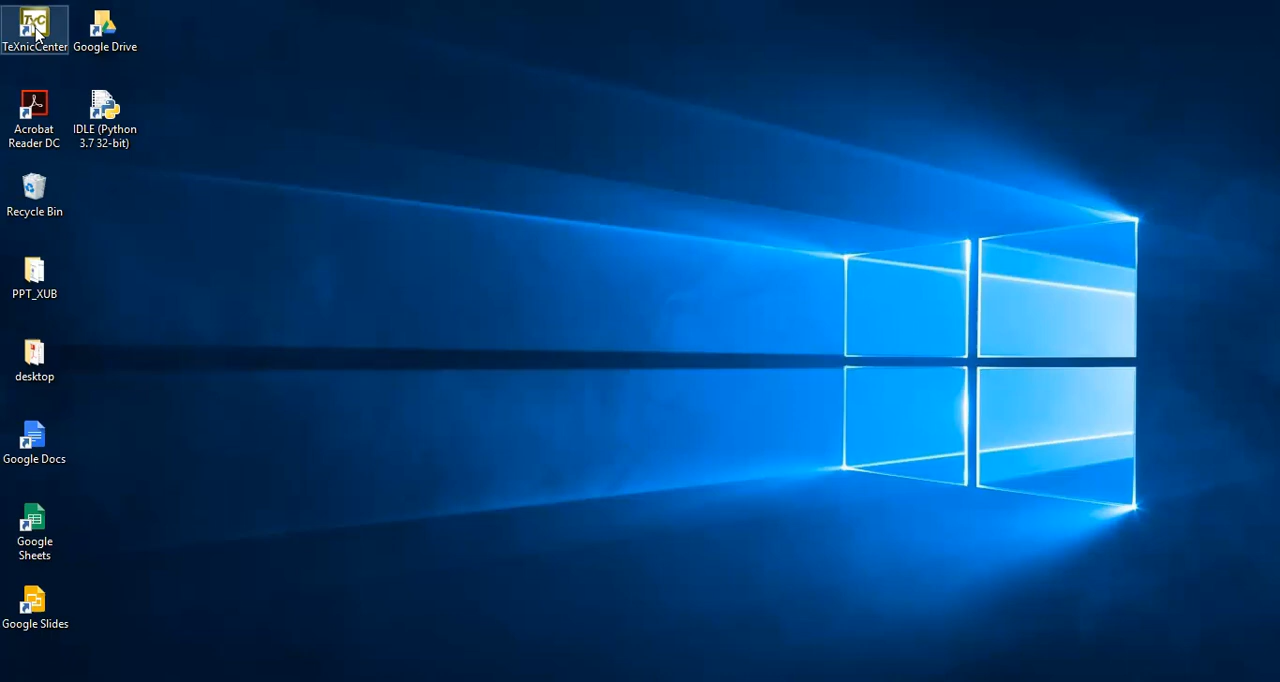 TXC
TeXnicCenter
Google Drive
Acrobat
Reader DC
IDLE (Python
3.7 32-bit)
Recycle Bin
PPT_XUB
desktop
Google Docs
Google
Sheets
Google Slides